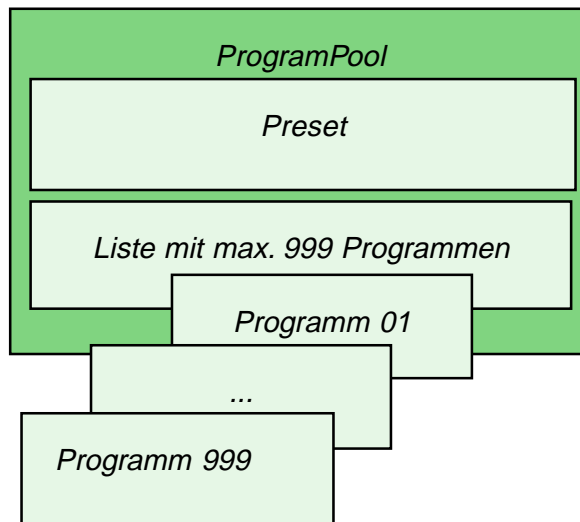 ProgramPool
Preset
Liste mit max. 999 Programmen
Programm 01
...
Programm 999